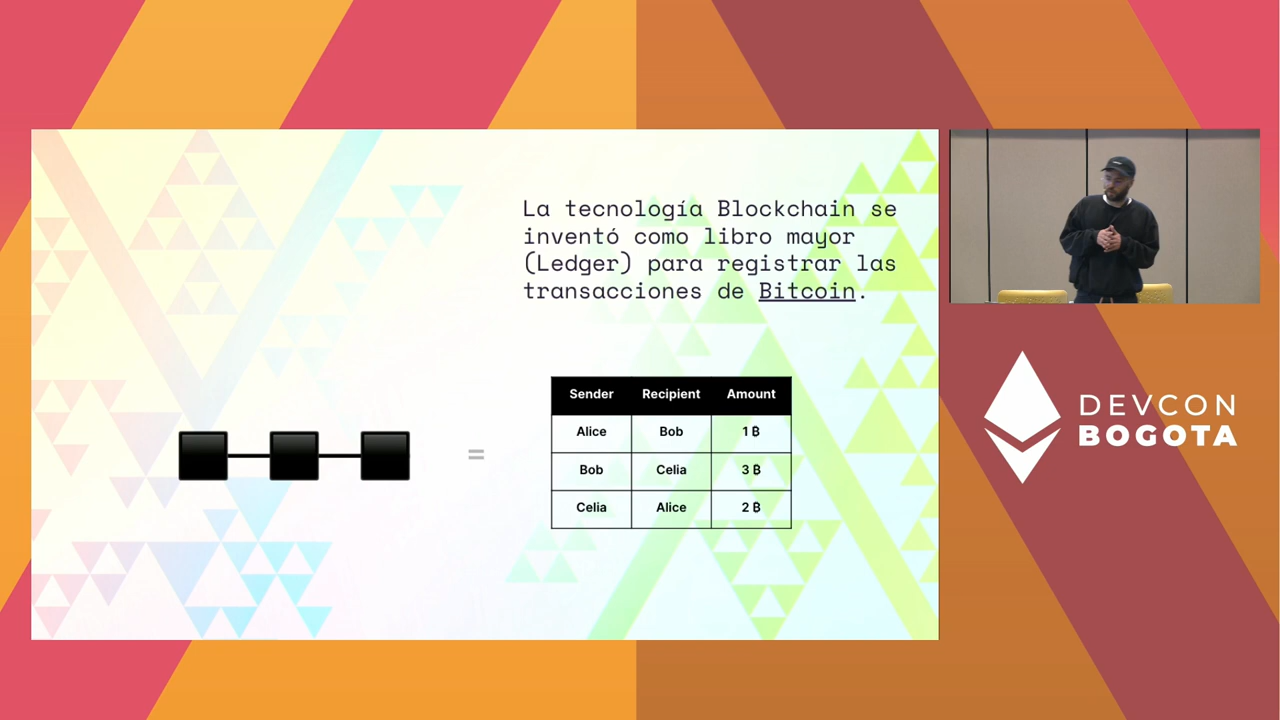 La tecnología Blockchain se
inventó como libro mayor
(Ledger) para registrar las
transacciones de Bitcoin.
=
Sender Recipient Amount
Alice Bob 1 ₿
Bob Celia 3 ₿
Celia Alice 2 ₿
DEVCON
BOGOTA